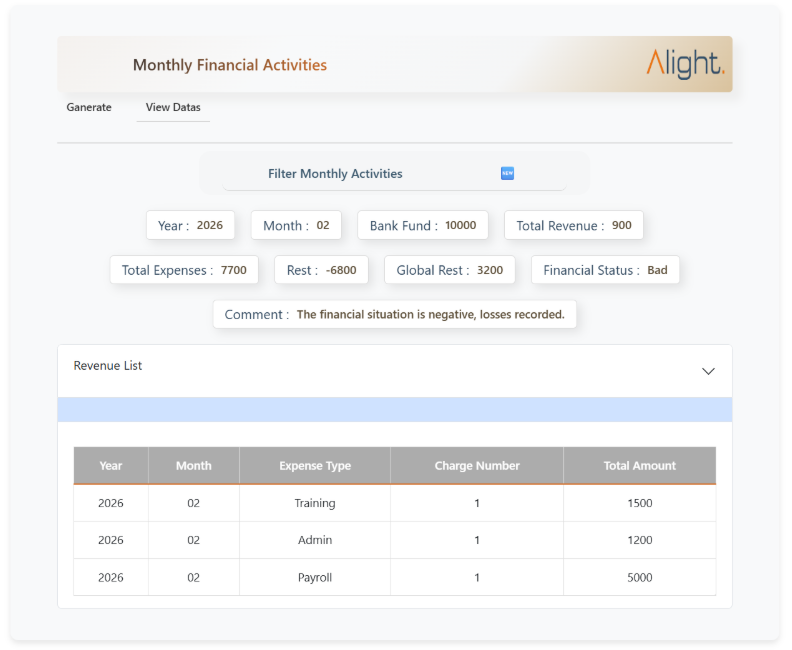 Monthly Financial Activities
Alight.
Ganerate View Datas
Filter Monthly Activities NEW
Year : 2026 Month : 02 Bank Fund : 10000 Total Revenue : 900
Total Expenses : 7700 Rest : -6800 Global Rest : 3200 Financial Status : Bad
Comment : The financial situation is negative, losses recorded.
Revenue List
Year Month Expense Type Charge Number Total Amount
2026 02 Training 1 1500
2026 02 Admin 1 1200
2026 02 Payroll 1 5000